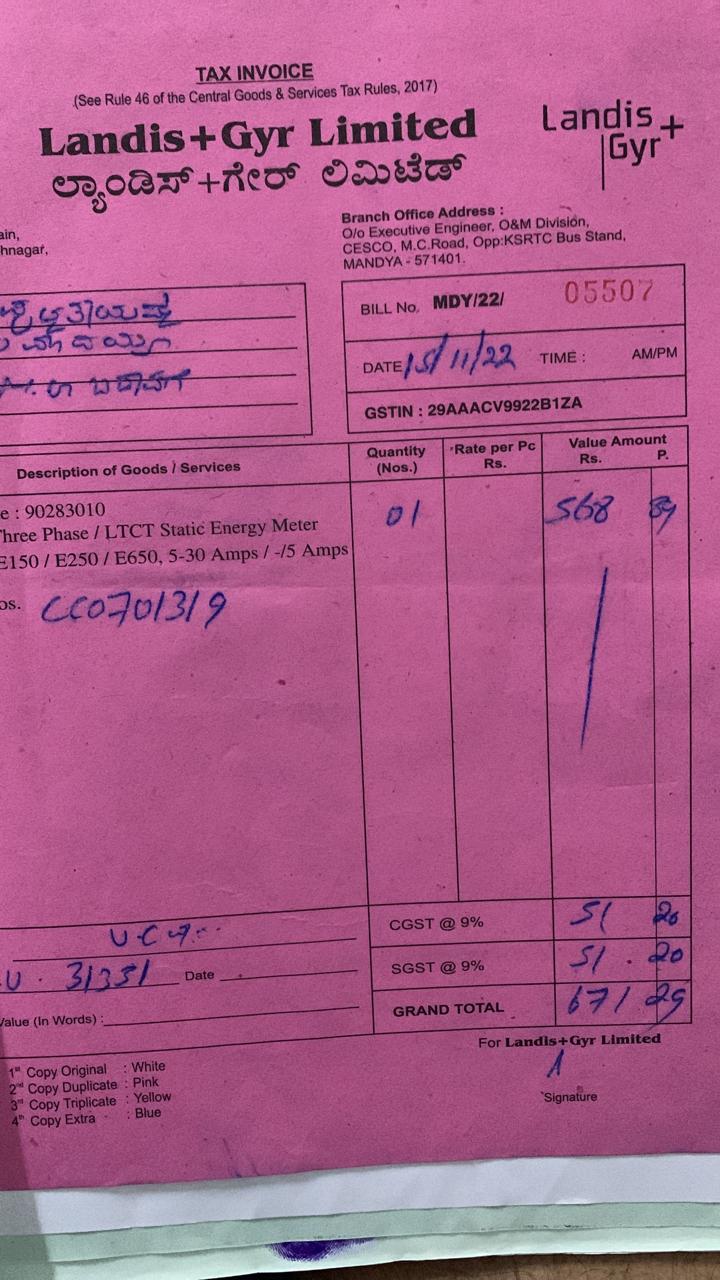 TAX INVOICE
(See Rule 46 of the Central Goods & Services Tax Rules, 2017)
Landis+Gyr Limited
ಲ್ಯಾಂಡಿಸ್+ಗೇರ್ ಲಿಮಿಟೆಡ್
Landis+
Gyr
ain,
hnagar,
Branch Office Address :
O/o Executive Engineer, O&M Division,
CESCO, M.C.Road, Opp:KSRTC Bus Stand,
MANDYA - 571401.
BILL No. MDY/22/ 05507
DATE 15/11/22 TIME : AM/PM
GSTIN : 29AAACV9922B1ZA
Description of Goods / Services
Quantity
(Nos.)
Rate per Pc
Rs.
Value Amount
Rs. P.
e : 90283010
Three Phase / LTCT Static Energy Meter
E150 / E250 / E650, 5-30 Amps / -/5 Amps
01 568 89
os. CC0701319
CGST @ 9% 51 20
SGST @ 9% 51 . 20
GRAND TOTAL 671 29
31351 Date
Value (In Words) :
For Landis+Gyr Limited
Signature
1st Copy Original : White
2nd Copy Duplicate : Pink
3rd Copy Triplicate : Yellow
4th Copy Extra : Blue